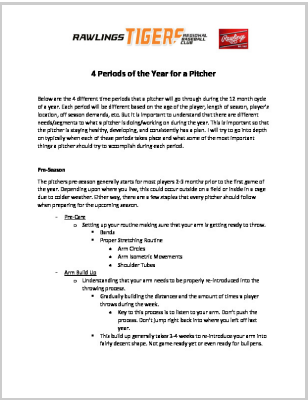 RAWLINGS TIGERS REGIONAL BASEBALL CLUB Rawlings
4 Periods of the Year for a Pitcher
Below are the 4 different time periods that a pitcher will go through during the 12 month cycle
of a year. Each period will be different based on the age of the player, length of season, player's
location, off season demands, etc. But it is important to understand that there are different
needs/segments to what a pitcher is doing/working on during the year. This is important so that
the pitcher is staying healthy, developing, and consistently has a plan. I will try to go into depth
on typically when each of these periods takes place and what some of the most important
things a pitcher should try to accomplish during each period.
Pre-Season
The pitchers pre-season generally starts for most players 2-3 months prior to the first game of
the year. Depending upon where you live, this could occur outside on a field or inside in a cage
due to colder weather. Either way, there are a few staples that every pitcher should follow
when preparing for the upcoming season.
- Pre-Care
o Setting up your routine making sure that your arm is getting ready to throw.
▪ Bands
▪ Proper Stretching Routine
• Arm Circles
• Arm Isometric Movements
• Shoulder Tubes
- Arm Build Up
o Understanding that your arm needs to be properly re-introduced into the
throwing process.
▪ Gradually building the distances and the amount of times a player
throws during the week.
• Key to this process is to listen to your arm. Don't push the
process. Don't jump right back into where you left off last
year.
▪ This build up generally takes 3-4 weeks to re-introduce your arm into
fairly decent shape. Not game ready yet or even ready for bullpens.